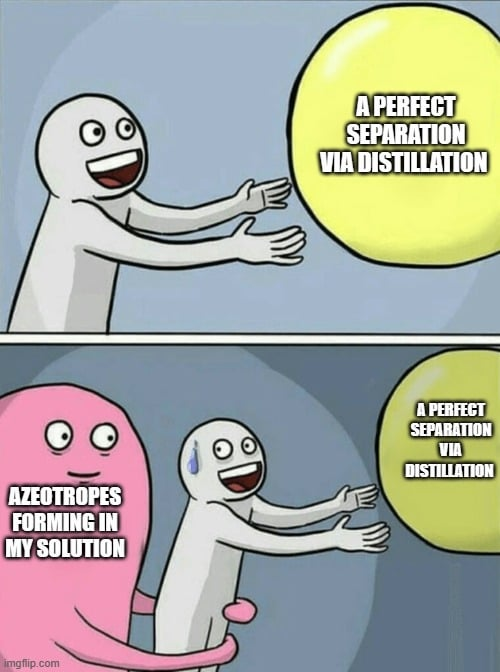 A PERFECT
SEPARATION
VIA DISTILLATION
A PERFECT
SEPARATION
VIA
DISTILLATION
AZEOTROPES
FORMING IN
MY SOLUTION
imgflip.com